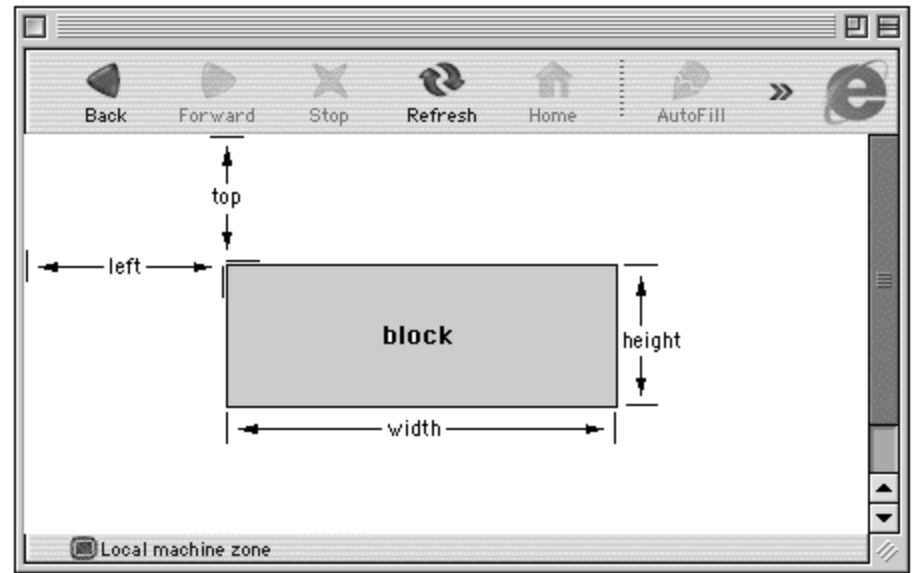 Back Forward Stop Refresh Home AutoFill »
top
left
block
height
width
Local machine zone